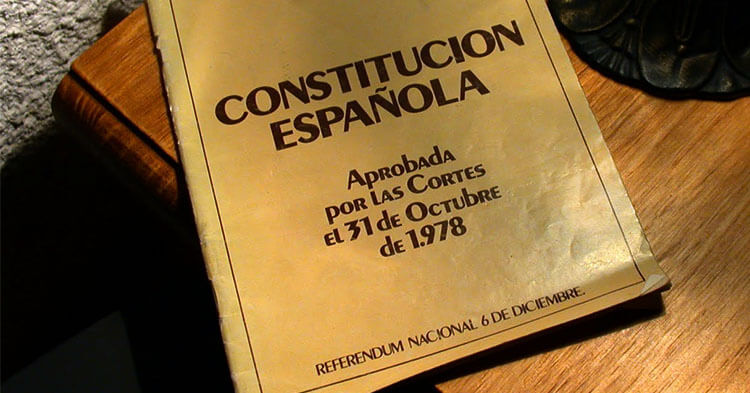 CONSTITUCION
ESPAÑOLA
Aprobada
por las Cortes
el 31 de Octubre
de 1.978
REFERENDUM NACIONAL 6 DE DICIEMBRE.